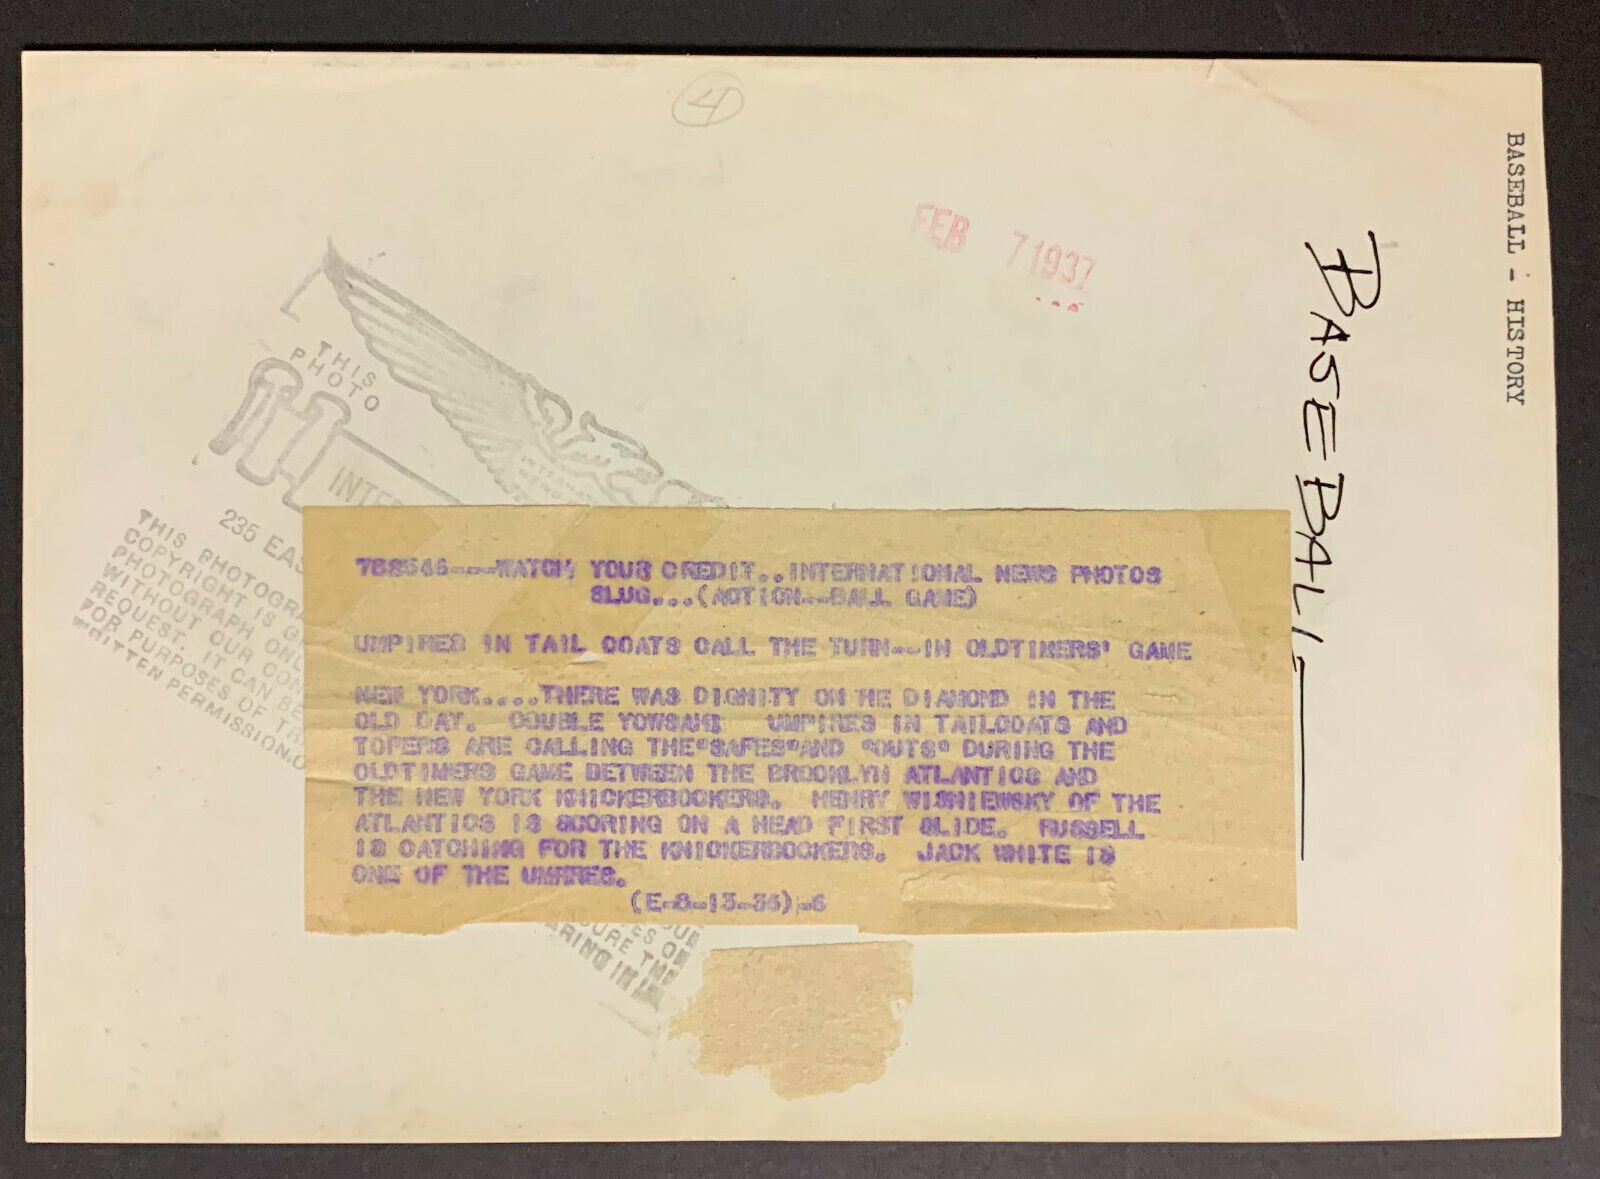 4
FEB 7 1937
BASEBALL - HISTORY
BASEBALL
THIS
PHOTO
INTER
235 EAS
THIS PHOTOGRA
COPYRIGHT IS G
PHOTOGRAPH ONL
WITHOUT OUR CON
REQUEST. IT CAN BE
FOR PURPOSES OF TRA
WRITTEN PERMISSION.
WATCH YOUR CREDIT..INTERNATIONAL NEWS PHOTOS
SLUG...(ACTION--BALL GAME)
UMPIRES IN TAIL COATS CALL THE TURN--IN OLDTIMERS' GAME
NEW YORK....THERE WAS DIGNITY ON HE DIAMOND IN THE
OLD DAY. DOUBLE YOWSAH! UMPIRES IN TAILCOATS AND
TOPERS ARE CALLING THE"SAFES"AND "OUTS" DURING THE
OLDTIMERS GAME BETWEEN THE BROOKLYN ATLANTICS AND
THE NEW YORK KNICKERBOCKERS. HENRY WISNIEWSKY OF THE
ATLANTICS IS SCORING ON A HEAD FIRST SLIDE. RUSSELL
IS CATCHING FOR THE KNICKERBOCKERS. JACK WHITE IS
ONE OF THE
(E-8-13-36)-6